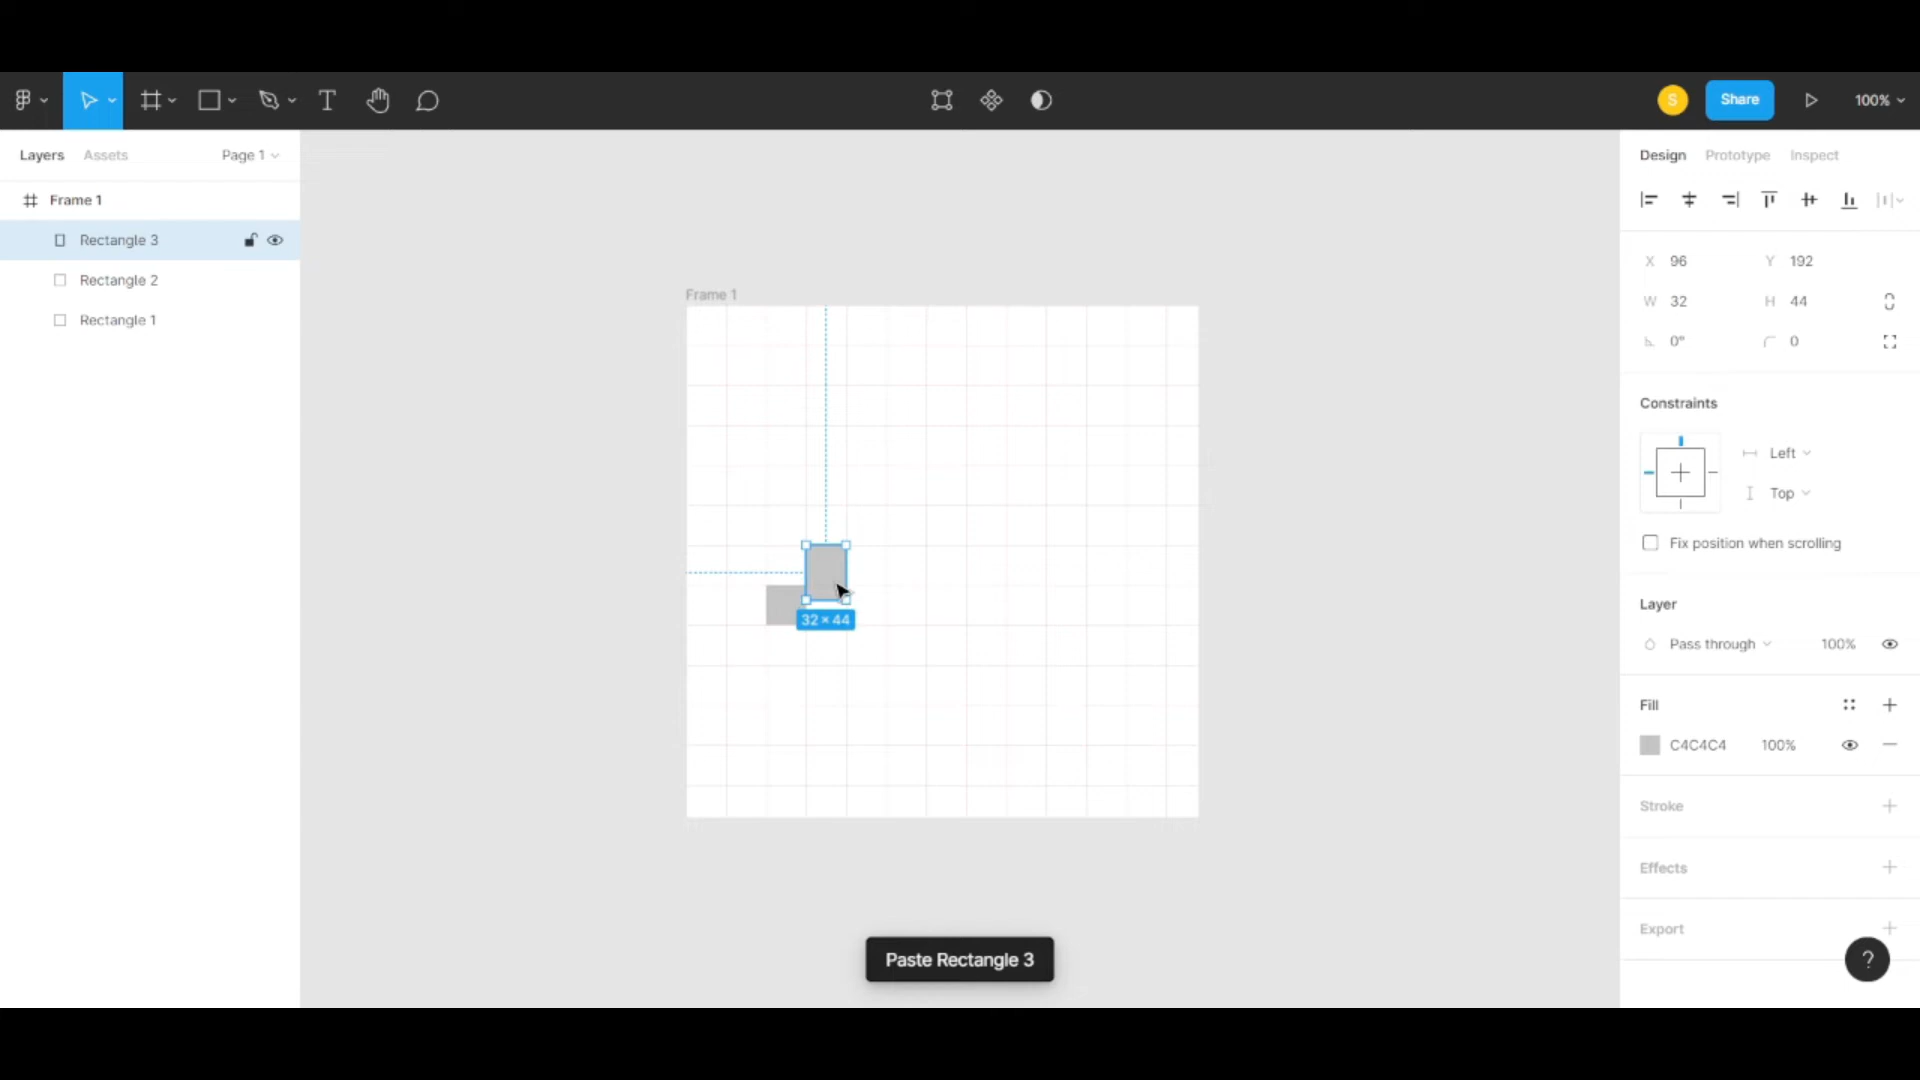 S
Share
100%
Layers Assets Page 1
Design Prototype Inspect
Frame 1
Rectangle 3
Rectangle 2
Rectangle 1
Frame 1
32 × 44
Paste Rectangle 3
X 96 Y 192
W 32 H 44
0° 0
Constraints
Left
Top
Fix position when scrolling
Layer
Pass through 100%
Fill
C4C4C4 100%
Stroke
Effects
Export
?